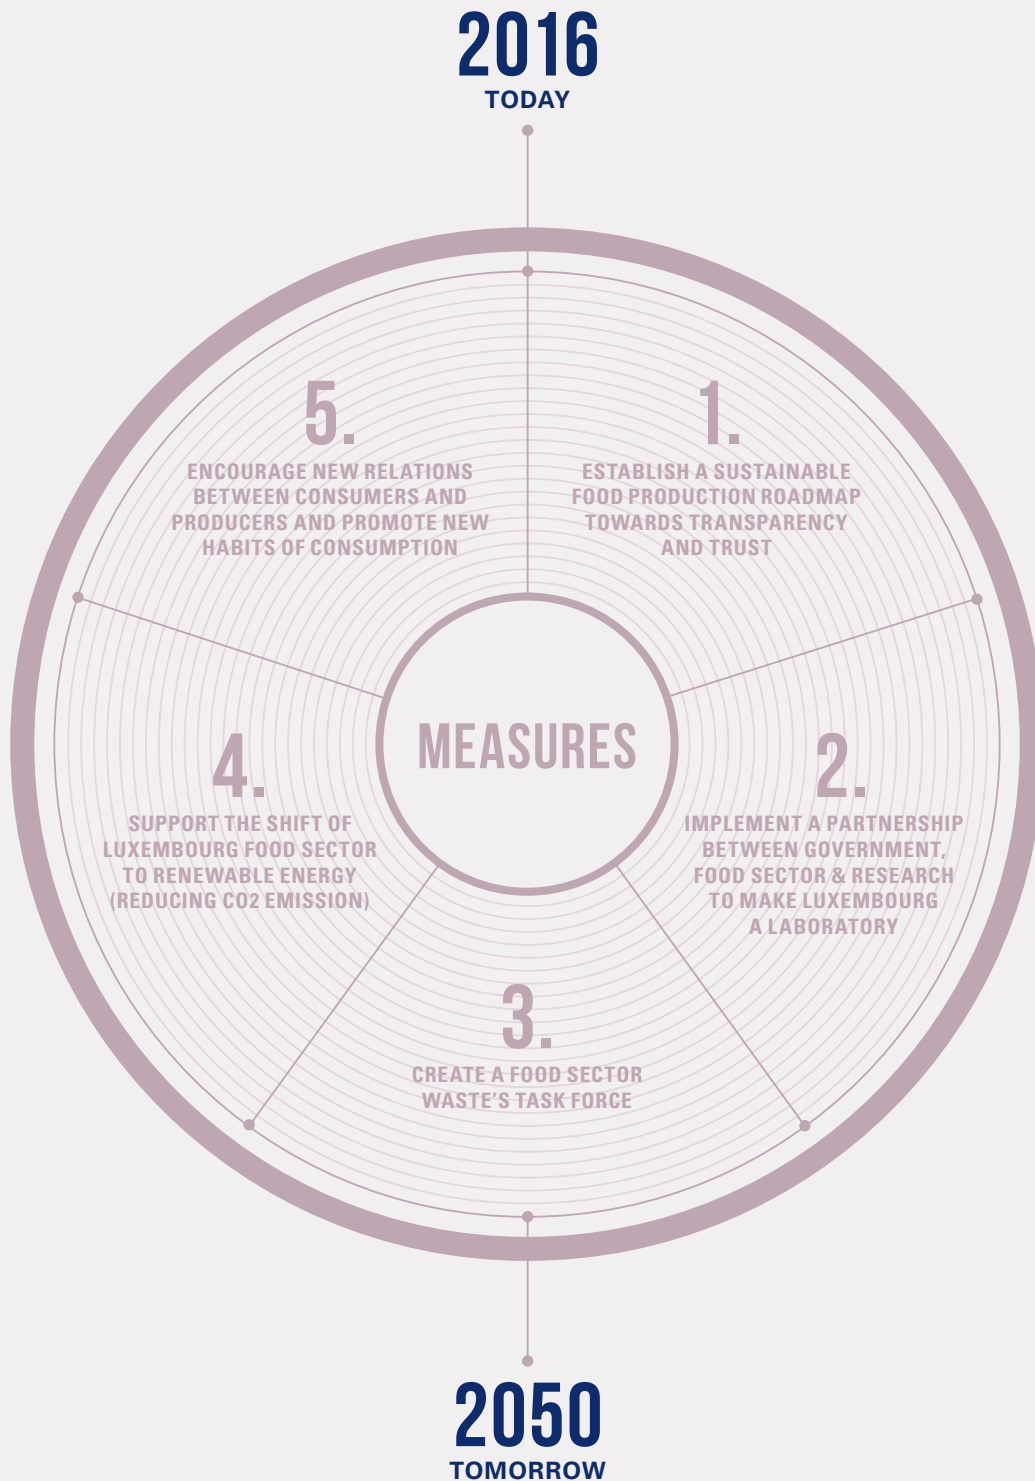 2016
TODAY
1.
ESTABLISH A SUSTAINABLE
FOOD PRODUCTION ROADMAP
TOWARDS TRANSPARENCY
AND TRUST
2.
IMPLEMENT A PARTNERSHIP
BETWEEN GOVERNMENT,
FOOD SECTOR & RESEARCH
TO MAKE LUXEMBOURG
A LABORATORY
3.
CREATE A FOOD SECTOR
WASTE'S TASK FORCE
4.
SUPPORT THE SHIFT OF
LUXEMBOURG FOOD SECTOR
TO RENEWABLE ENERGY
(REDUCING CO2 EMISSION)
5.
ENCOURAGE NEW RELATIONS
BETWEEN CONSUMERS AND
PRODUCERS AND PROMOTE NEW
HABITS OF CONSUMPTION
MEASURES
2050
TOMORROW